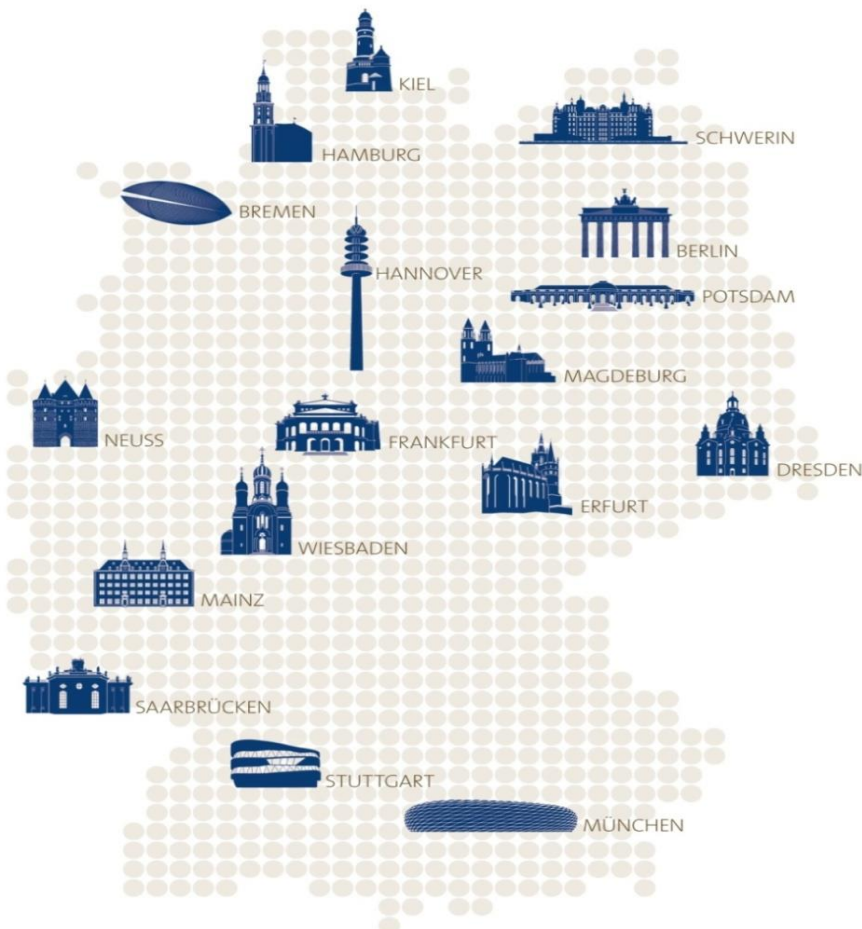 KIEL
SCHWERIN
HAMBURG
BREMEN
BERLIN
HANNOVER
POTSDAM
MAGDEBURG
NEUSS
FRANKFURT
DRESDEN
ERFURT
WIESBADEN
MAINZ
SAARBRÜCKEN
STUTTGART
MÜNCHEN